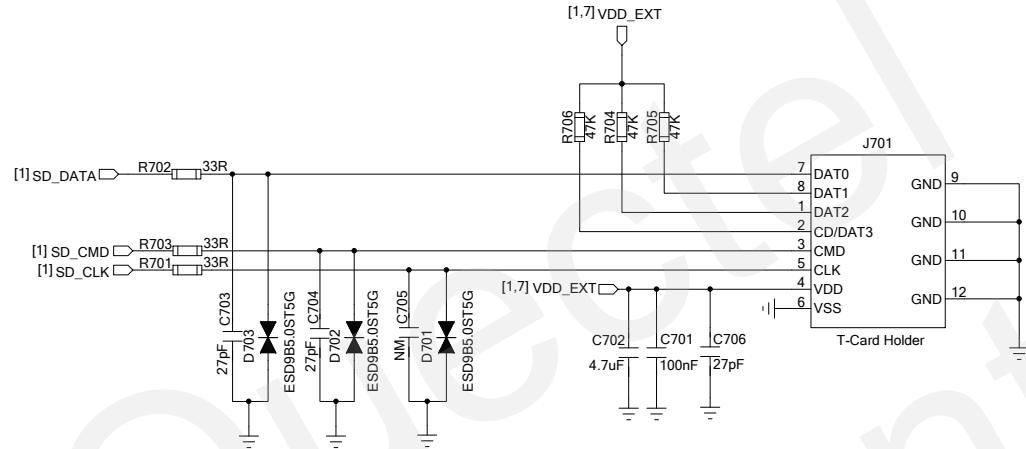 [1,7] VDD_EXT
R706 47K
R704 47K
R705 47K
J701
[1] SD_DATA R702 33R
7 DAT0
8 DAT1
1 DAT2
2 CD/DAT3
3 CMD
5 CLK
4 VDD
6 VSS
GND 9
GND 10
GND 11
GND 12
T-Card Holder
[1] SD_CMD R703 33R
[1] SD_CLK R701 33R
[1,7] VDD_EXT
C703
27pF
D703
ESD9B5.0ST5G
C704
27pF
D702
ESD9B5.0ST5G
C705
NM
D701
ESD9B5.0ST5G
C702
4.7uF
C701
100nF
C706
27pF
Quectel